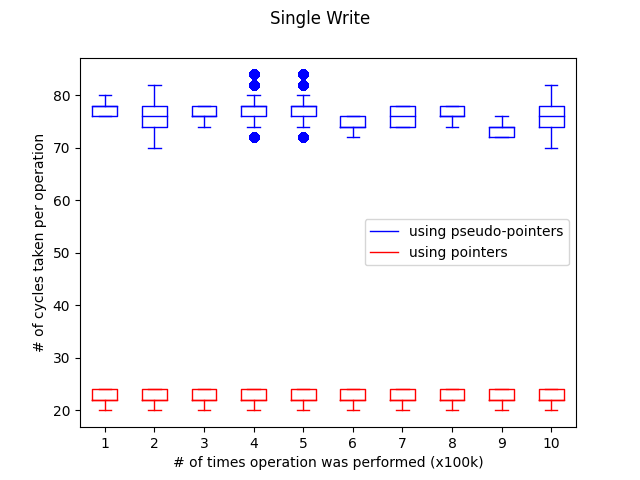 Single Write
# of cycles taken per operation
80
70
60
50
40
30
20
using pseudo-pointers
using pointers
1 2 3 4 5 6 7 8 9 10
# of times operation was performed (x100k)